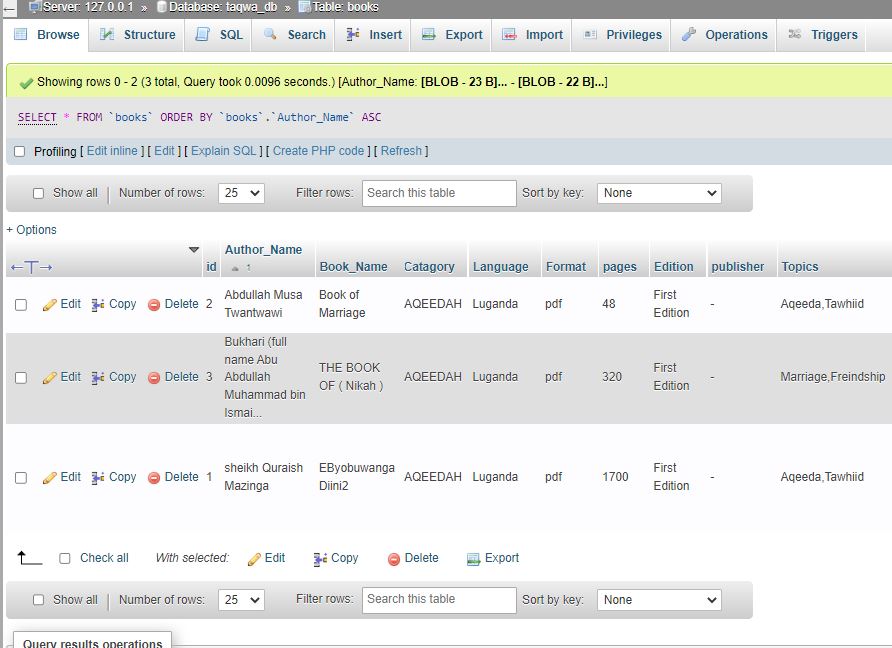 Server: 127.0.0.1 » Database: taqwa_db » Table: books
Browse Structure SQL Search Insert Export Import Privileges Operations Triggers
Showing rows 0 - 2 (3 total, Query took 0.0096 seconds.) [Author_Name: [BLOB - 23 B]... - [BLOB - 22 B]...]
SELECT * FROM `books` ORDER BY `books`.`Author_Name` ASC
Profiling [ Edit inline ] [ Edit ] [ Explain SQL ] [ Create PHP code ] [ Refresh ]
Show all Number of rows: 25 Filter rows: Search this table Sort by key: None
+ Options
←T→ id Author_Name 1 Book_Name Catagory Language Format pages Edition publisher Topics
Edit Copy Delete 2 Abdullah Musa Twantwawi Book of Marriage AQEEDAH Luganda pdf 48 First Edition - Aqeeda,Tawhiid
Edit Copy Delete 3 Bukhari (full name Abu Abdullah Muhammad bin Ismai... THE BOOK OF ( Nikah ) AQEEDAH Luganda pdf 320 First Edition - Marriage,Freindship
Edit Copy Delete 1 sheikh Quraish Mazinga EByobuwanga Diini2 AQEEDAH Luganda pdf 1700 First Edition - Aqeeda,Tawhiid
Check all With selected: Edit Copy Delete Export
Show all Number of rows: 25 Filter rows: Search this table Sort by key: None
Query results operations